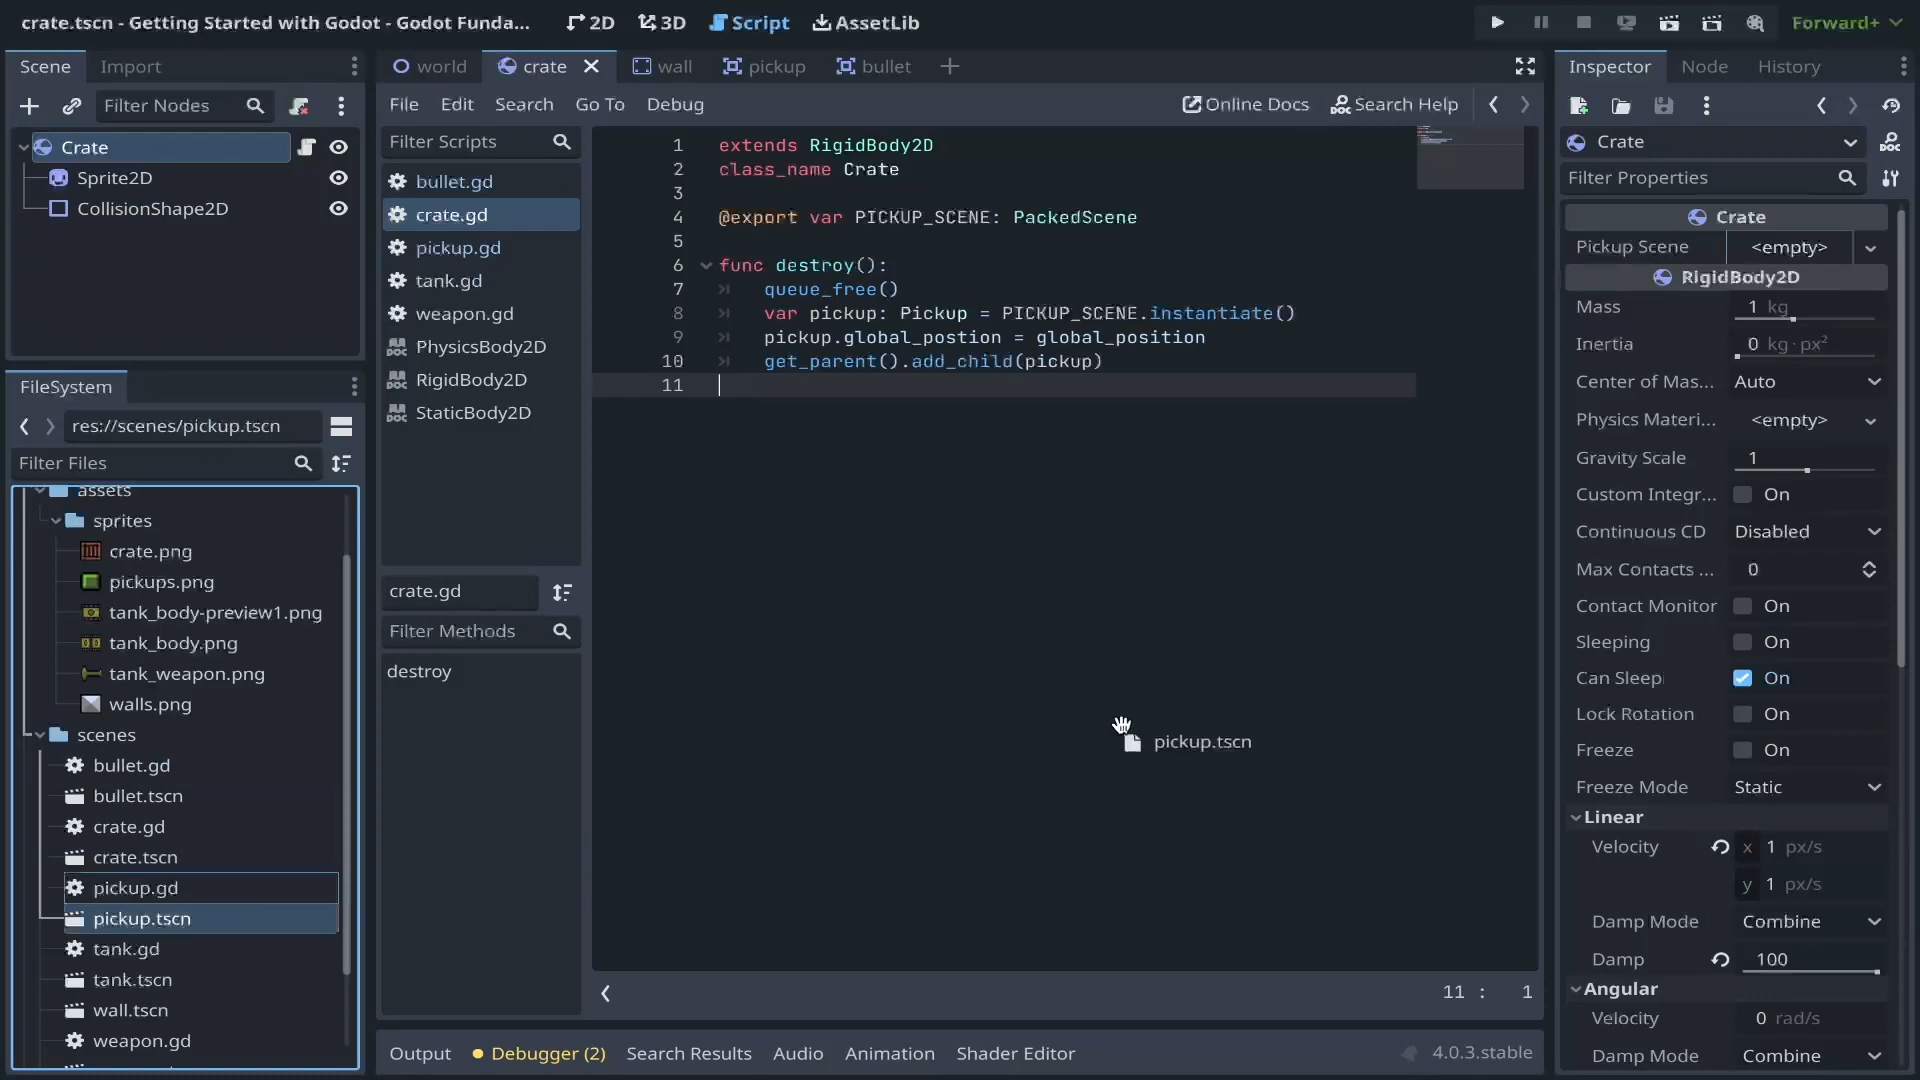 crate.tscn - Getting Started with Godot - Godot Funda...
2D
3D
Script
AssetLib
Forward+
Scene
Import
Filter Nodes
Crate
Sprite2D
CollisionShape2D
FileSystem
res://scenes/pickup.tscn
Filter Files
assets
sprites
crate.png
pickups.png
tank_body-preview1.png
tank_body.png
tank_weapon.png
walls.png
scenes
bullet.gd
bullet.tscn
crate.gd
crate.tscn
pickup.gd
pickup.tscn
tank.gd
tank.tscn
wall.tscn
weapon.gd
world
crate
wall
pickup
bullet
File
Edit
Search
Go To
Debug
Online Docs
Search Help
Filter Scripts
bullet.gd
crate.gd
pickup.gd
tank.gd
weapon.gd
PhysicsBody2D
RigidBody2D
StaticBody2D
crate.gd
Filter Methods
destroy
1 extends RigidBody2D
2 class_name Crate
3
4 @export var PICKUP_SCENE: PackedScene
5
6 func destroy():
7 queue_free()
8 var pickup: Pickup = PICKUP_SCENE.instantiate()
9 pickup.global_postion = global_position
10 get_parent().add_child(pickup)
11
pickup.tscn
11 : 1
Output
Debugger (2)
Search Results
Audio
Animation
Shader Editor
4.0.3.stable
Inspector
Node
History
Crate
Filter Properties
Crate
Pickup Scene <empty>
RigidBody2D
Mass 1 kg
Inertia 0 kg·px²
Center of Mas... Auto
Physics Materi... <empty>
Gravity Scale 1
Custom Integr... On
Continuous CD Disabled
Max Contacts ... 0
Contact Monitor On
Sleeping On
Can Sleep On
Lock Rotation On
Freeze On
Freeze Mode Static
Linear
Velocity x 1 px/s
y 1 px/s
Damp Mode Combine
Damp 100
Angular
Velocity 0 rad/s
Damp Mode Combine